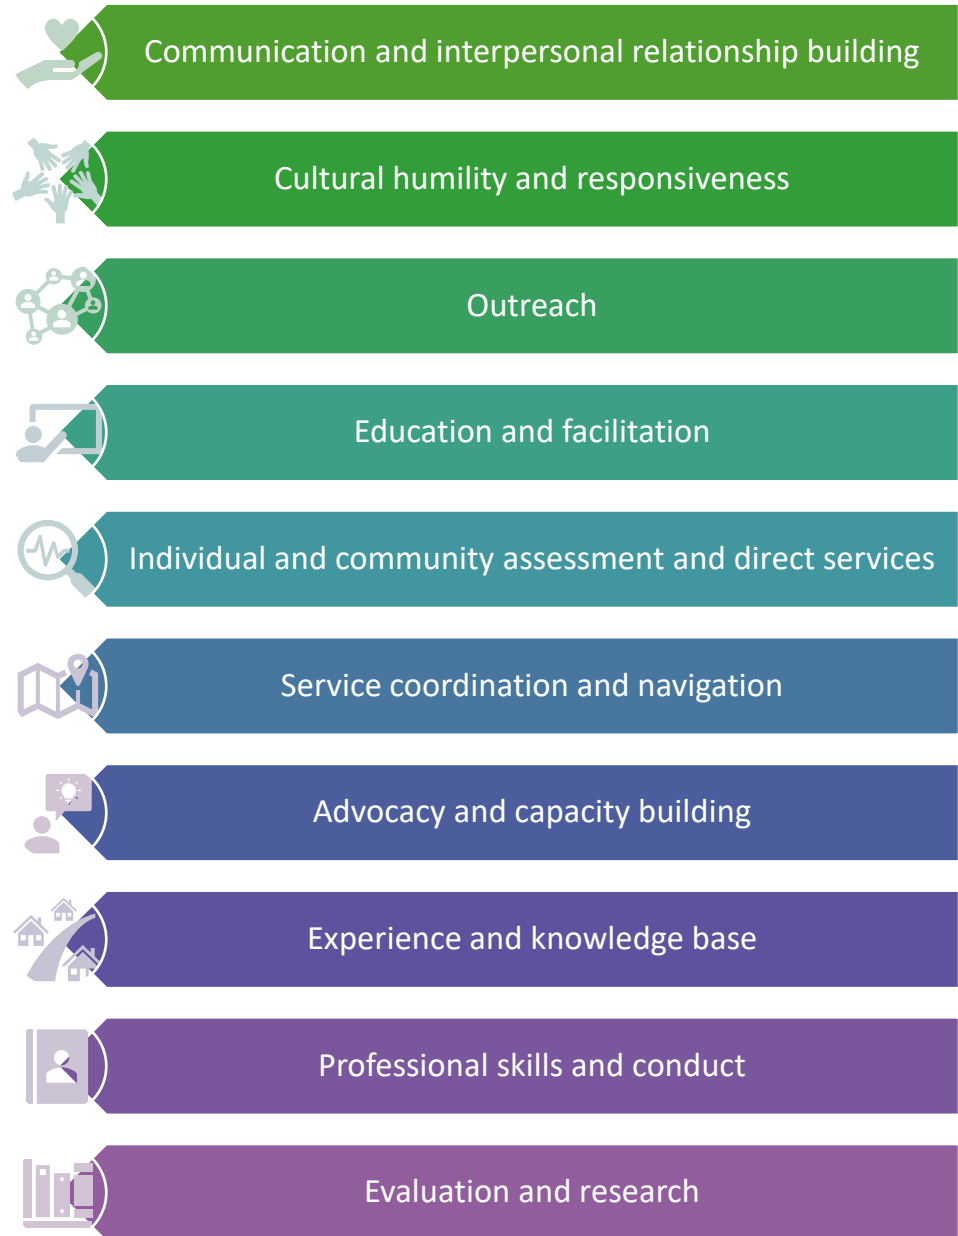 Communication and interpersonal relationship building
Cultural humility and responsiveness
Outreach
Education and facilitation
Individual and community assessment and direct services
Service coordination and navigation
Advocacy and capacity building
Experience and knowledge base
Professional skills and conduct
Evaluation and research